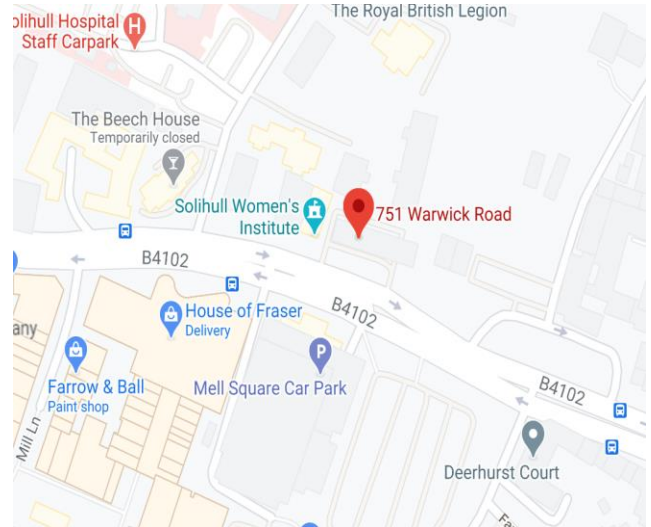 The Royal British Legion
olihull Hospital
Staff Carpark
H
The Beech House
Temporarily closed
Solihull Women's
Institute
751 Warwick Road
B4102
B4102
House of Fraser
Delivery
any
P
Mell Square Car Park
Farrow & Ball
Paint shop
B4102
Mill Ln
Deerhurst Court
Fa